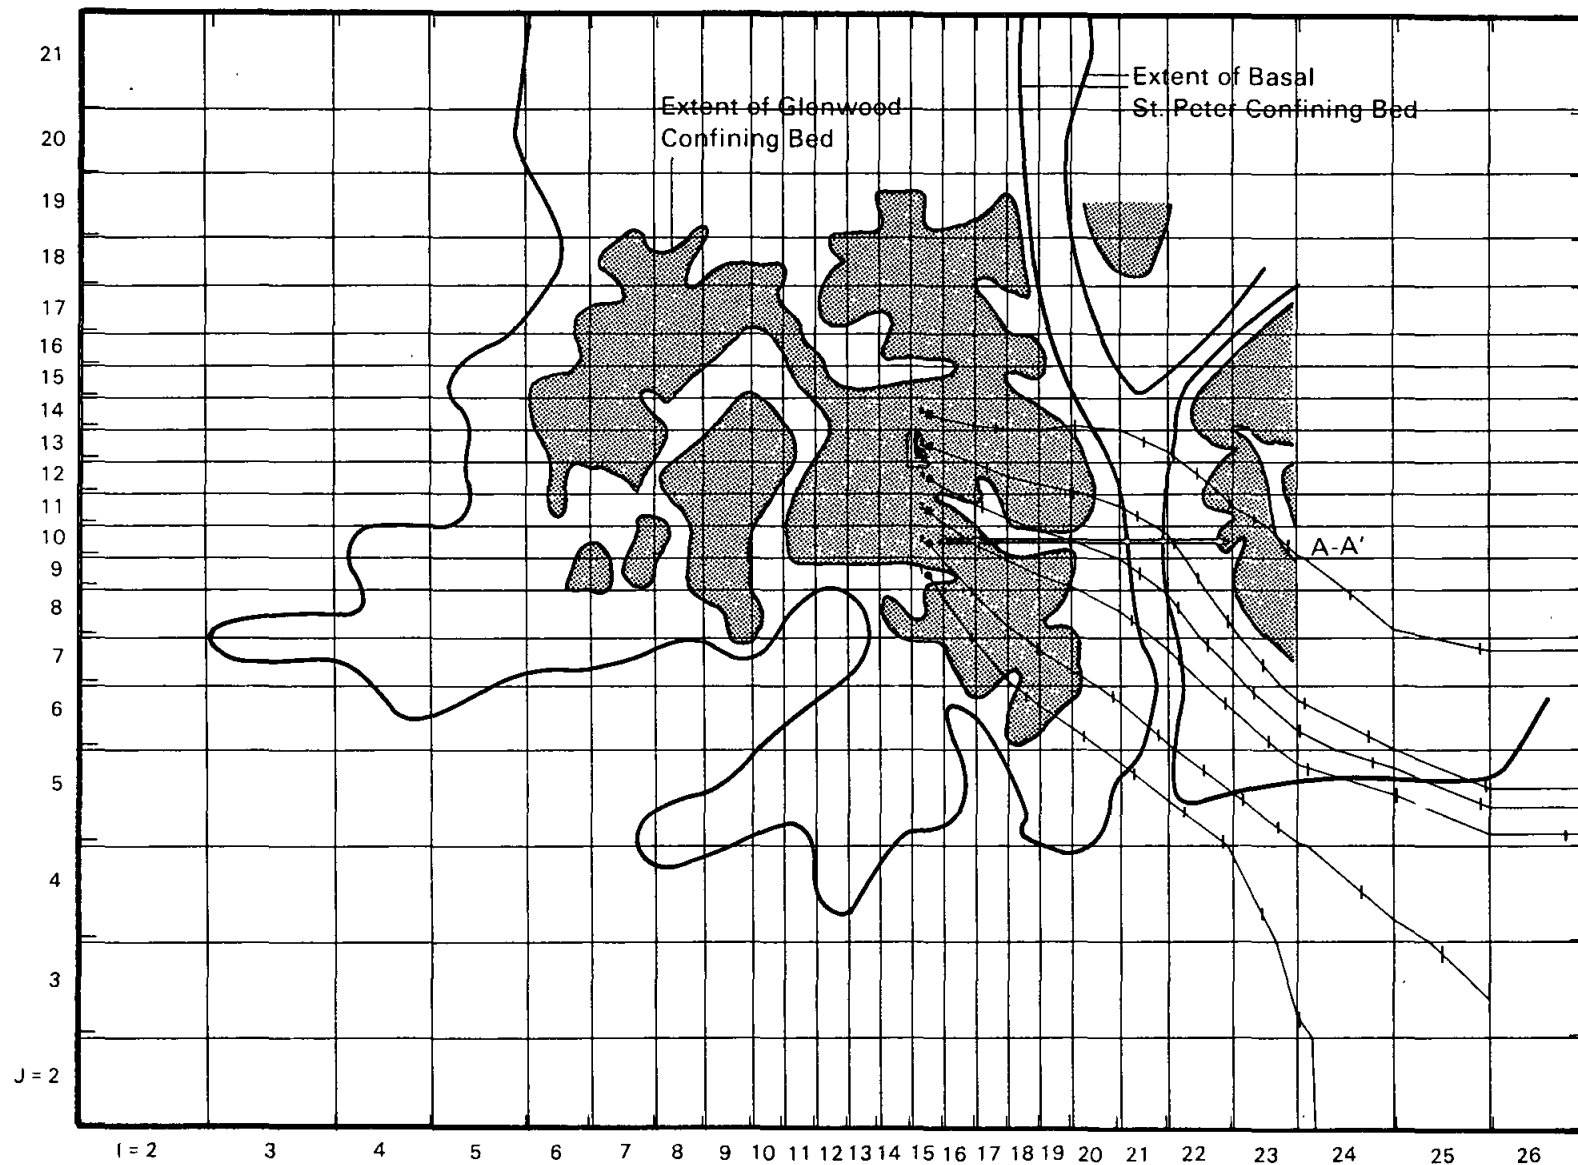 21
Extent of Basal
St. Peter Confining Bed
Extent of Glenwood
Confining Bed
20
19
18
17
16
15
14
13
12
11
10
A-A'
9
8
7
6
5
4
3
J = 2
I = 2 3 4 5 6 7 8 9 10 11 12 13 14 15 16 17 18 19 20 21 22 23 24 25 26